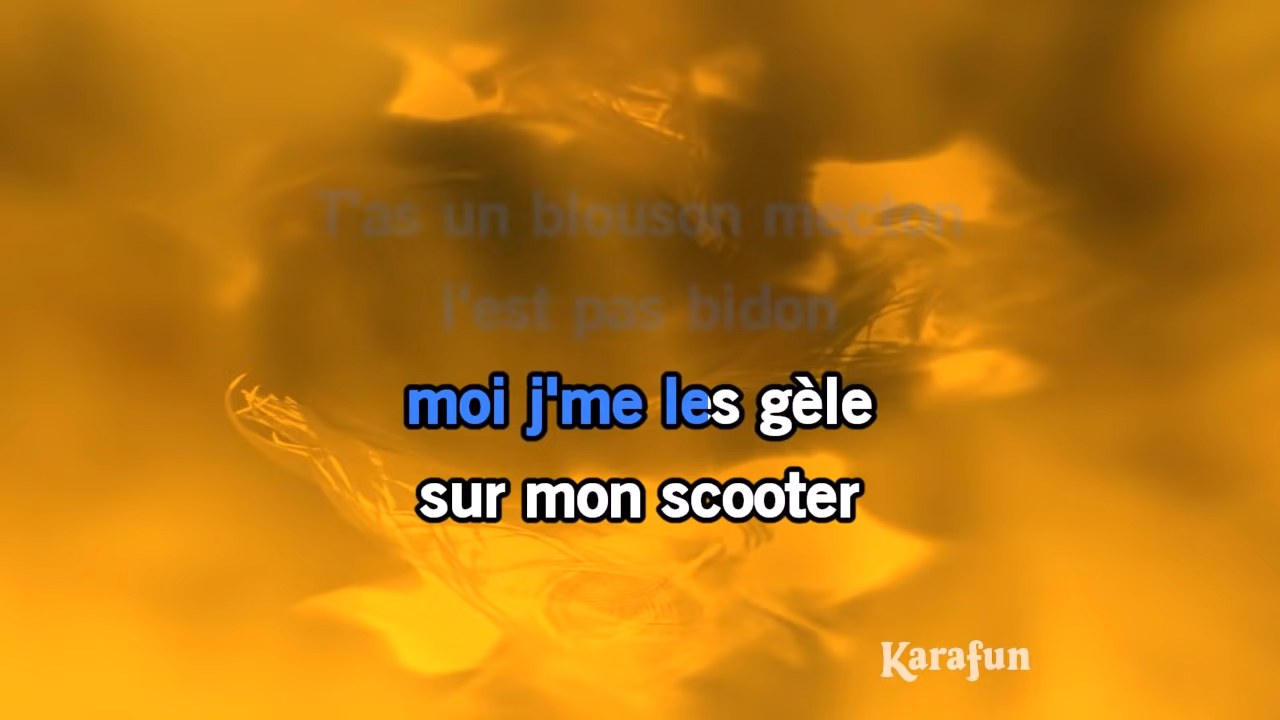 T'as un blouson mecton
l'est pas bidon
moi j'me les gèle
sur mon scooter
Karafun